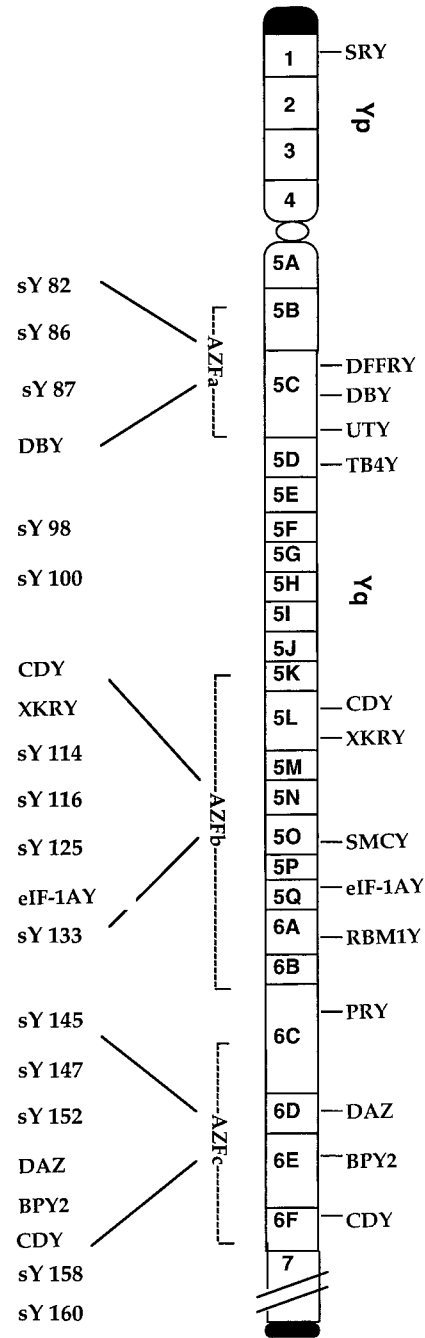 1
SRY
2
Yp
3
4
5A
sY 82
5B
sY 86
AZFa
DFFRY
5C
sY 87
DBY
UTY
DBY
5D
TB4Y
5E
sY 98
5F
5G
sY 100
5H
Yq
5I
5J
CDY
5K
XKRY
5L
CDY
XKRY
sY 114
5M
sY 116
5N
AZFb
sY 125
5O
SMCY
5P
eIF-1AY
5Q
eIF-1AY
sY 133
6A
RBM1Y
6B
sY 145
PRY
6C
sY 147
sY 152
6D
DAZ
AZFc
DAZ
6E
BPY2
BPY2
6F
CDY
CDY
sY 158
7
sY 160